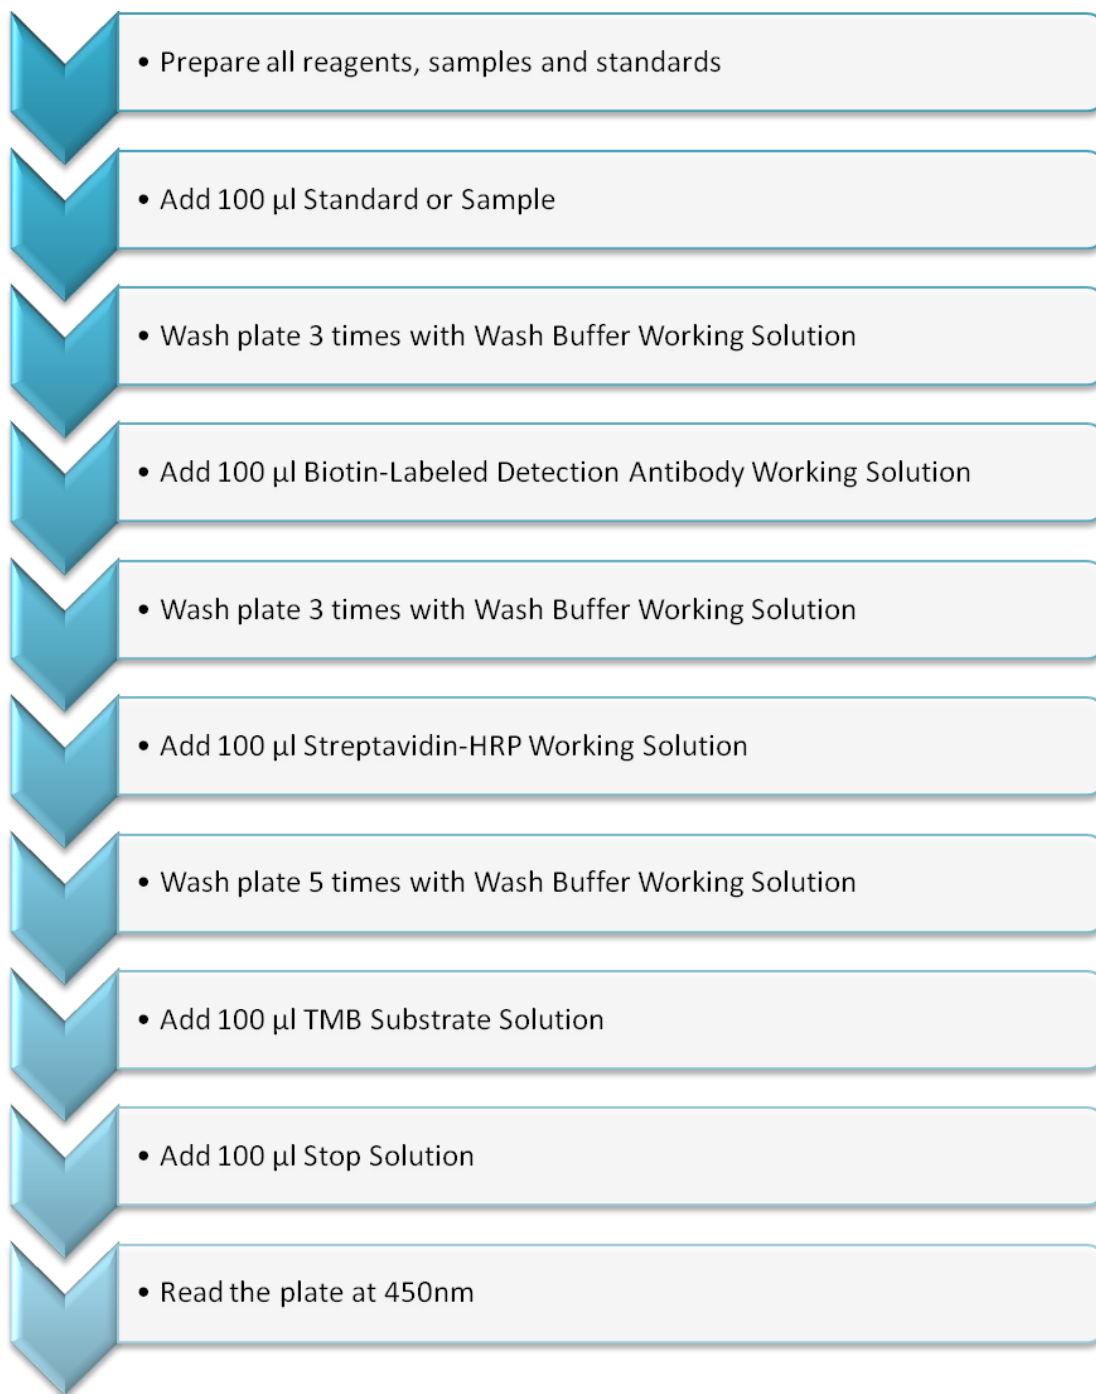 • Prepare all reagents, samples and standards
• Add 100 µl Standard or Sample
• Wash plate 3 times with Wash Buffer Working Solution
• Add 100 µl Biotin-Labeled Detection Antibody Working Solution
• Wash plate 3 times with Wash Buffer Working Solution
• Add 100 µl Streptavidin-HRP Working Solution
• Wash plate 5 times with Wash Buffer Working Solution
• Add 100 µl TMB Substrate Solution
• Add 100 µl Stop Solution
• Read the plate at 450nm